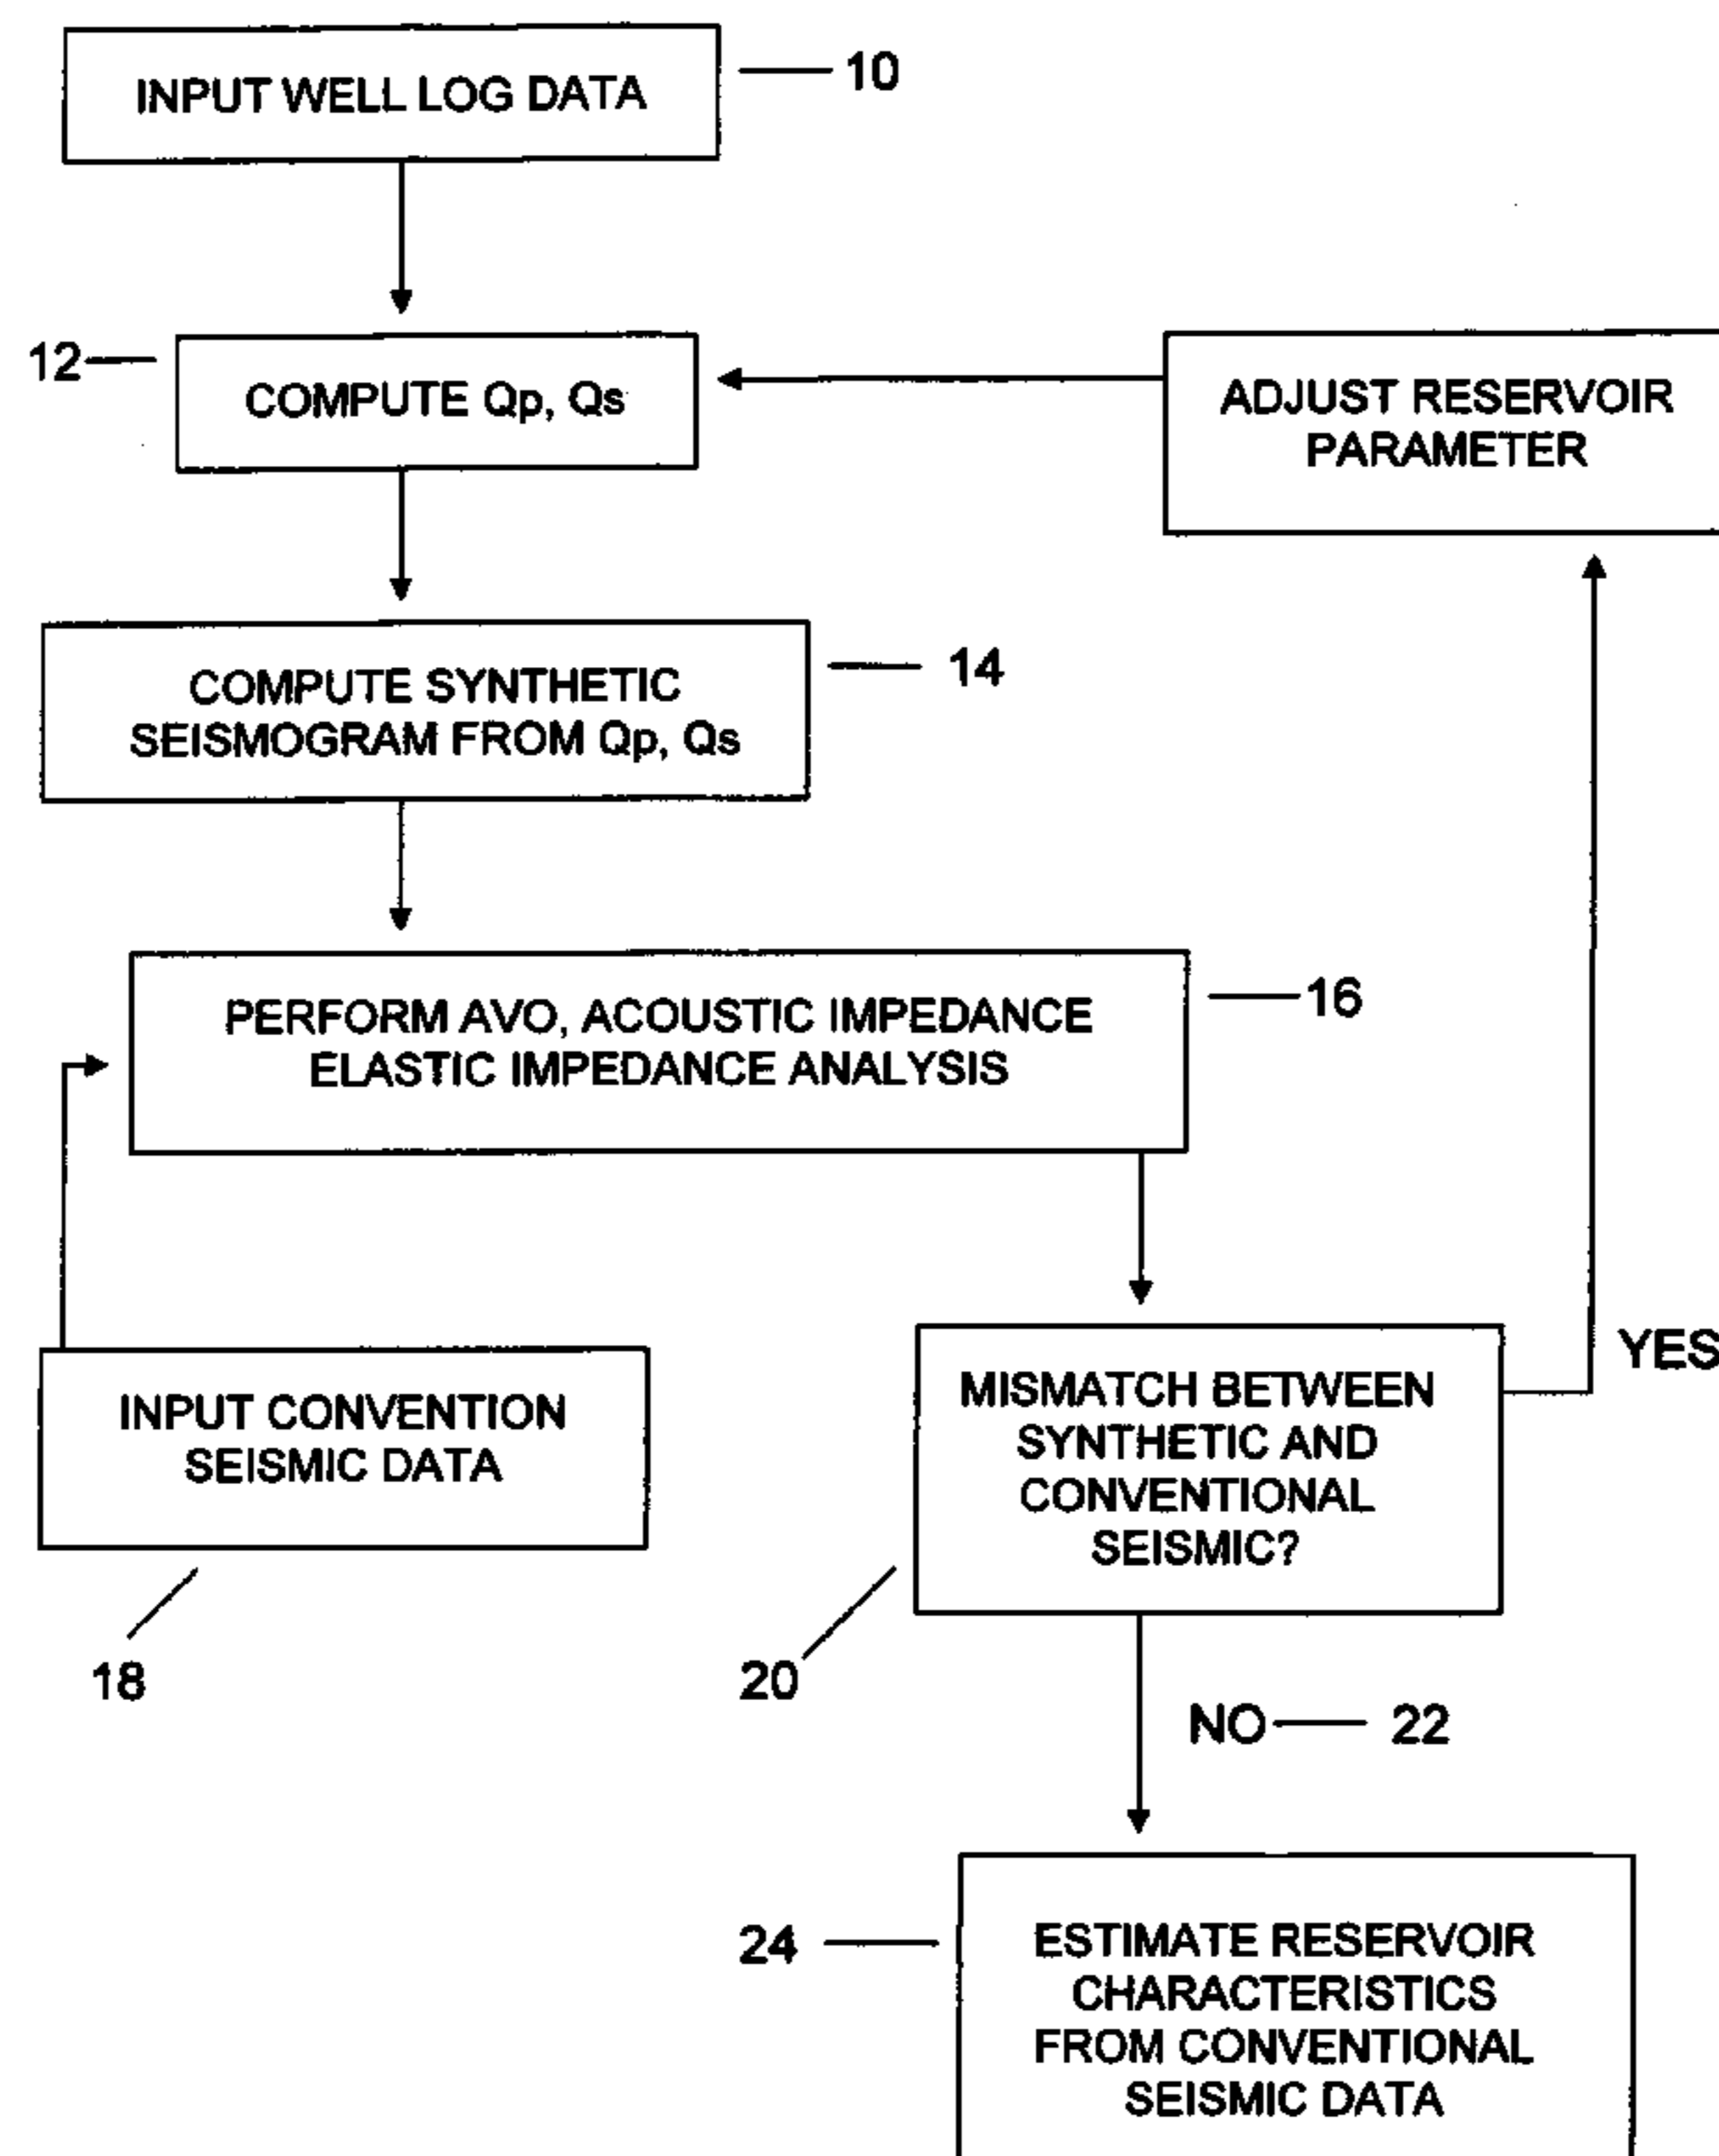 INPUT WELL LOG DATA
10
12
COMPUTE Qp, Qs
ADJUST RESERVOIR
PARAMETER
COMPUTE SYNTHETIC
SEISMOGRAM FROM Qp, Qs
14
PERFORM AVO, ACOUSTIC IMPEDANCE
ELASTIC IMPEDANCE ANALYSIS
16
INPUT CONVENTION
SEISMIC DATA
18
MISMATCH BETWEEN
SYNTHETIC AND
CONVENTIONAL
SEISMIC?
YES
20
NO
22
24
ESTIMATE RESERVOIR
CHARACTERISTICS
FROM CONVENTIONAL
SEISMIC DATA